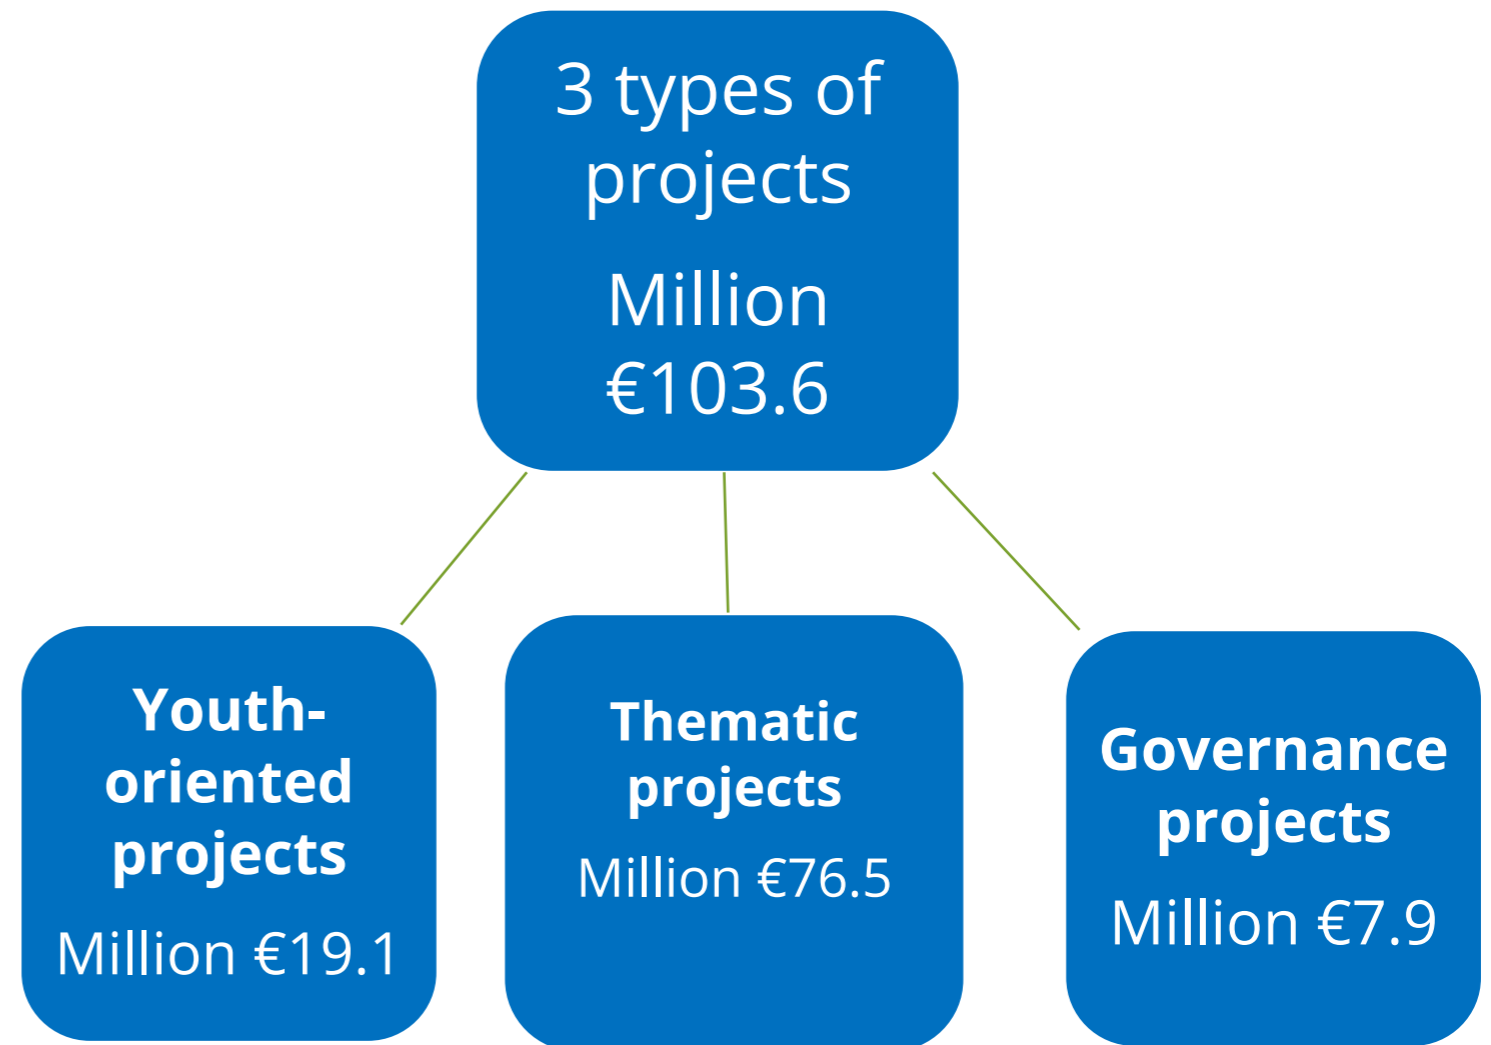 3 types of
projects
Million
€103.6
Youth-
oriented
projects
Million €19.1
Thematic
projects
Million €76.5
Governance
projects
Million €7.9